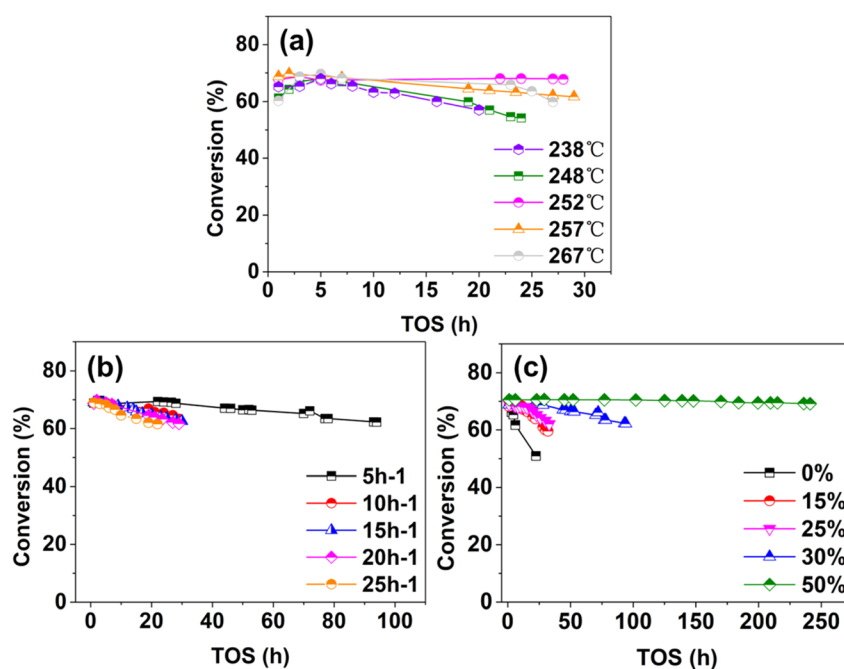 (a)
Conversion (%)
80
60
40
20
0
238℃
248℃
252℃
257℃
267℃
0 5 10 15 20 25 30
TOS (h)
(b)
Conversion (%)
80
60
40
20
0
5h-1
10h-1
15h-1
20h-1
25h-1
0 20 40 60 80 100
TOS (h)
(c)
Conversion (%)
80
60
40
20
0
0%
15%
25%
30%
50%
0 50 100 150 200 250
TOS (h)